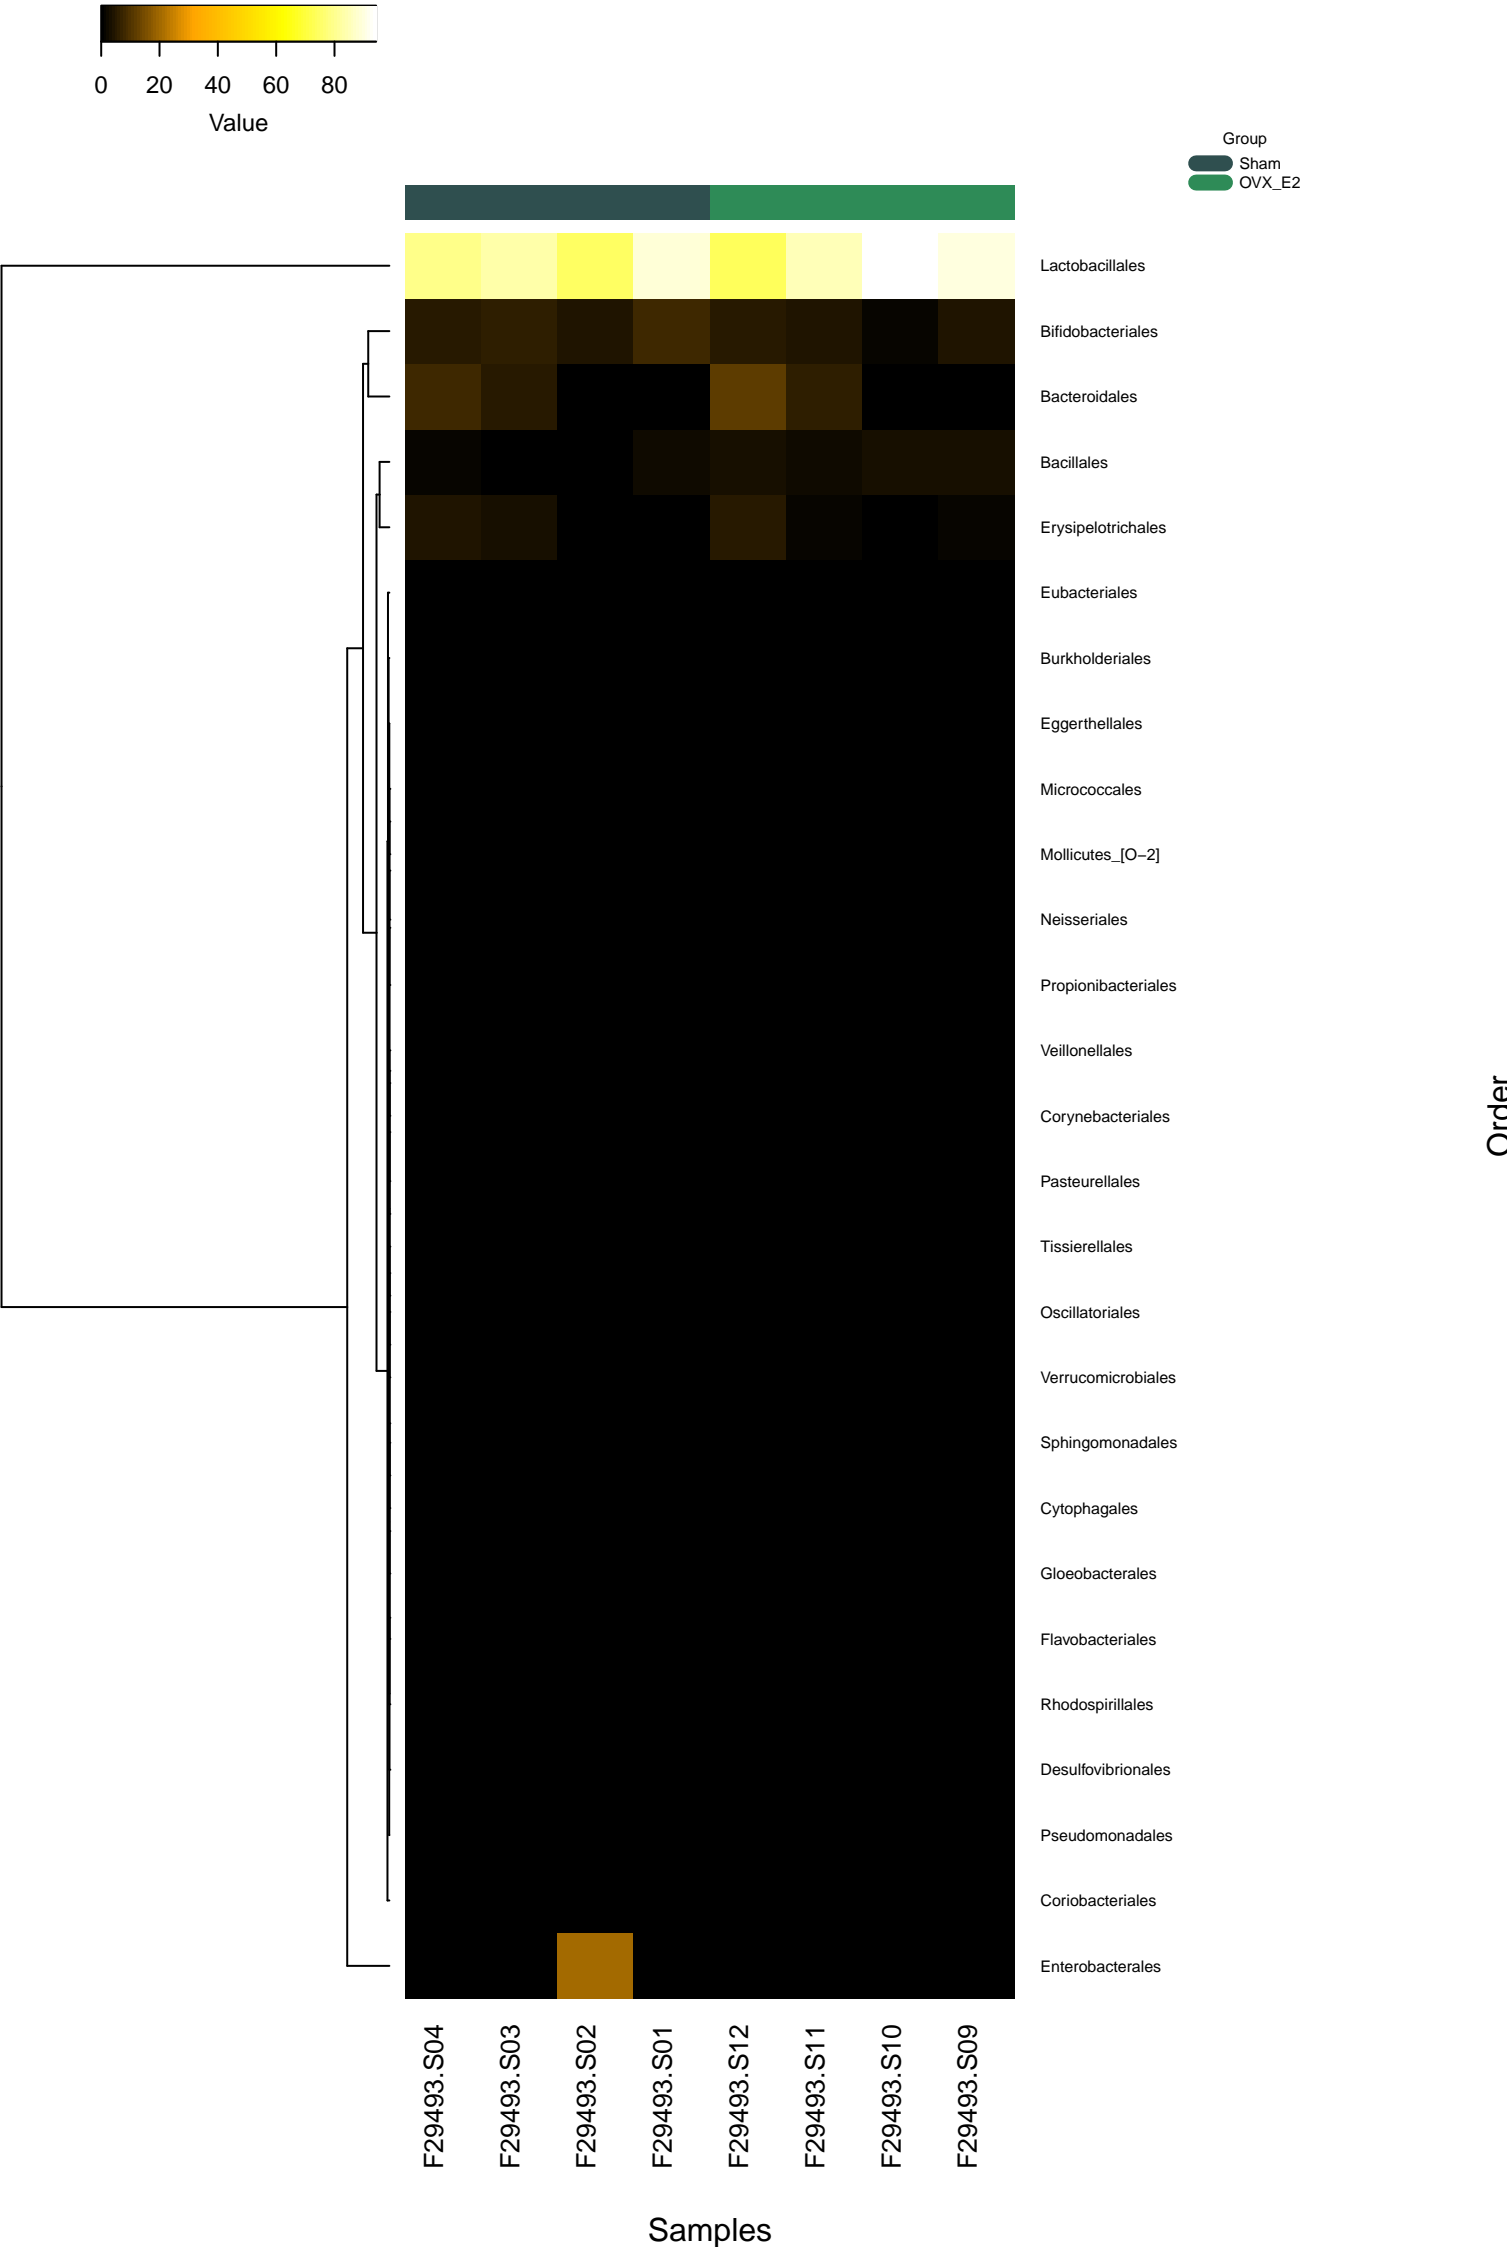 0 20 40 60 80
Value
Group
Sham
OVX_E2
Lactobacillales
Bifidobacteriales
Bacteroidales
Bacillales
Erysipelotrichales
Eubacteriales
Burkholderiales
Eggerthellales
Micrococcales
Mollicutes_[O−2]
Neisseriales
Propionibacteriales
Veillonellales
Corynebacteriales
Pasteurellales
Tissierellales
Oscillatoriales
Verrucomicrobiales
Sphingomonadales
Cytophagales
Gloeobacterales
Flavobacteriales
Rhodospirillales
Desulfovibrionales
Pseudomonadales
Coriobacteriales
Enterobacterales
Order
F29493.S04
F29493.S03
F29493.S02
F29493.S01
F29493.S12
F29493.S11
F29493.S10
F29493.S09
Samples